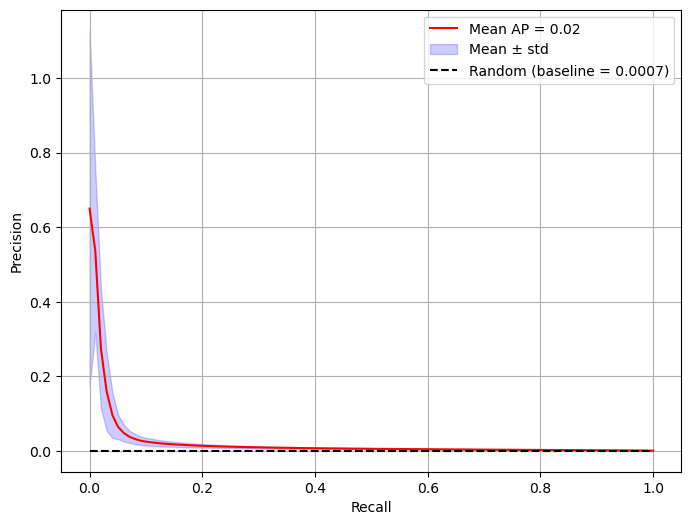 Mean AP = 0.02
Mean ± std
Random (baseline = 0.0007)
1.0
0.8
0.6
0.4
0.2
0.0
Precision
0.0 0.2 0.4 0.6 0.8 1.0
Recall